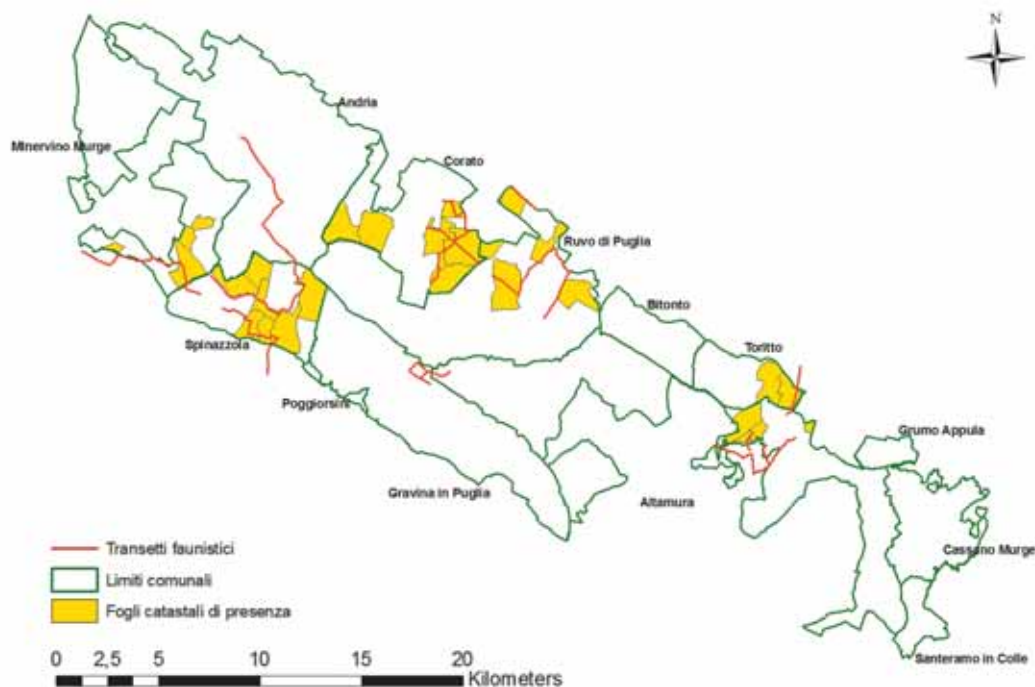 N
Andria
Minervino Murge
Corato
Ruvo di Puglia
Bitonto
Spinazzola
Toritto
Poggiorsini
Grumo Appula
Gravina in Puglia
Altamura
Cassano Murge
Santeramo in Colle
Transetti faunistici
Limiti comunali
Fogli catastali di presenza
0 2,5 5 10 15 20
Kilometers